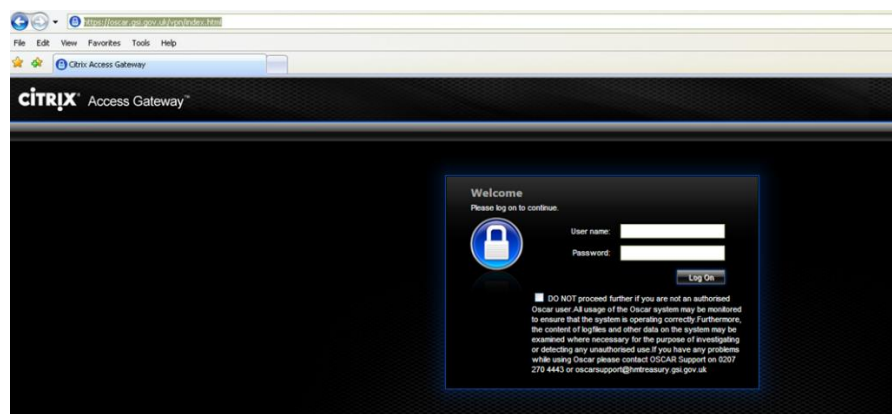 https://oscar.gsi.gov.uk/vpn/index.html
File Edit View Favorites Tools Help
Citrix Access Gateway
CİTRIX® Access Gateway™
Welcome
Please log on to continue.
User name:
Password:
Log On
DO NOT proceed further if you are not an authorised
Oscar user.All usage of the Oscar system may be monitored
to ensure that the system is operating correctly.Furthermore,
the content of logfiles and other data on the system may be
examined where necessary for the purpose of investigating
or detecting any unauthorised use.If you have any problems
while using Oscar please contact OSCAR Support on 0207
270 4443 or oscarsupport@hmtreasury.gsi.gov.uk